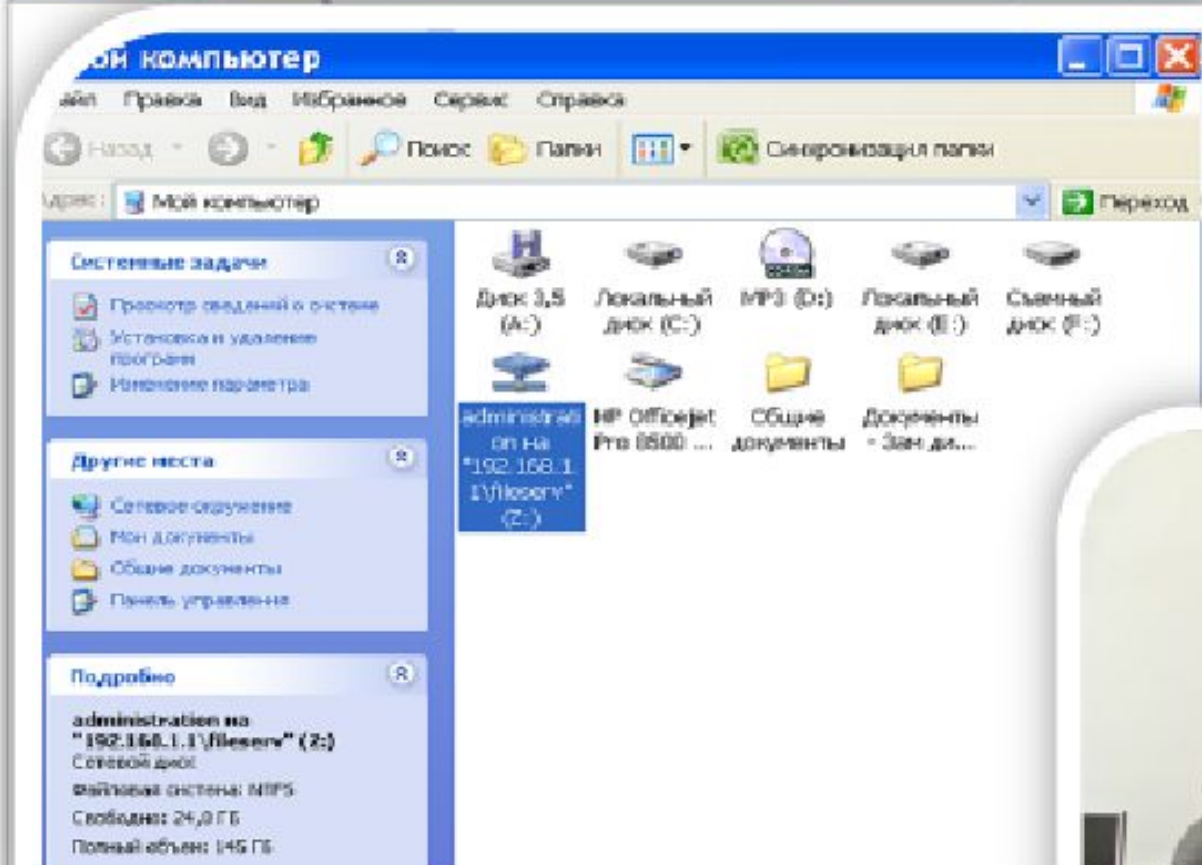 ой компьютер
айл Правка Вид Избранное Сервис Справка
Назад Поиск Папки Синхронизация папки
Адрес: Мой компьютер Переход
Системные задачи
Просмотр сведений о системе
Установка и удаление
программ
Изменение параметра
Другие места
Сетевое окружение
Мои документы
Общие документы
Панель управления
Подробно
administration на
"192.168.1.1\fileserv" (Z:)
Сетевой диск
Файловая система: NTFS
Свободно: 24,8 ГБ
Полный объем: 145 ГБ
Диск 3,5
(A:)
Локальный
диск (C:)
MP3 (D:)
Локальный
диск (E:)
Съемный
диск (F:)
administrati
on на
"192.168.1.
1\fileserv"
(Z:)
HP Officejet
Pro 8500 ...
Общие
документы
Документы
- Зам ди...